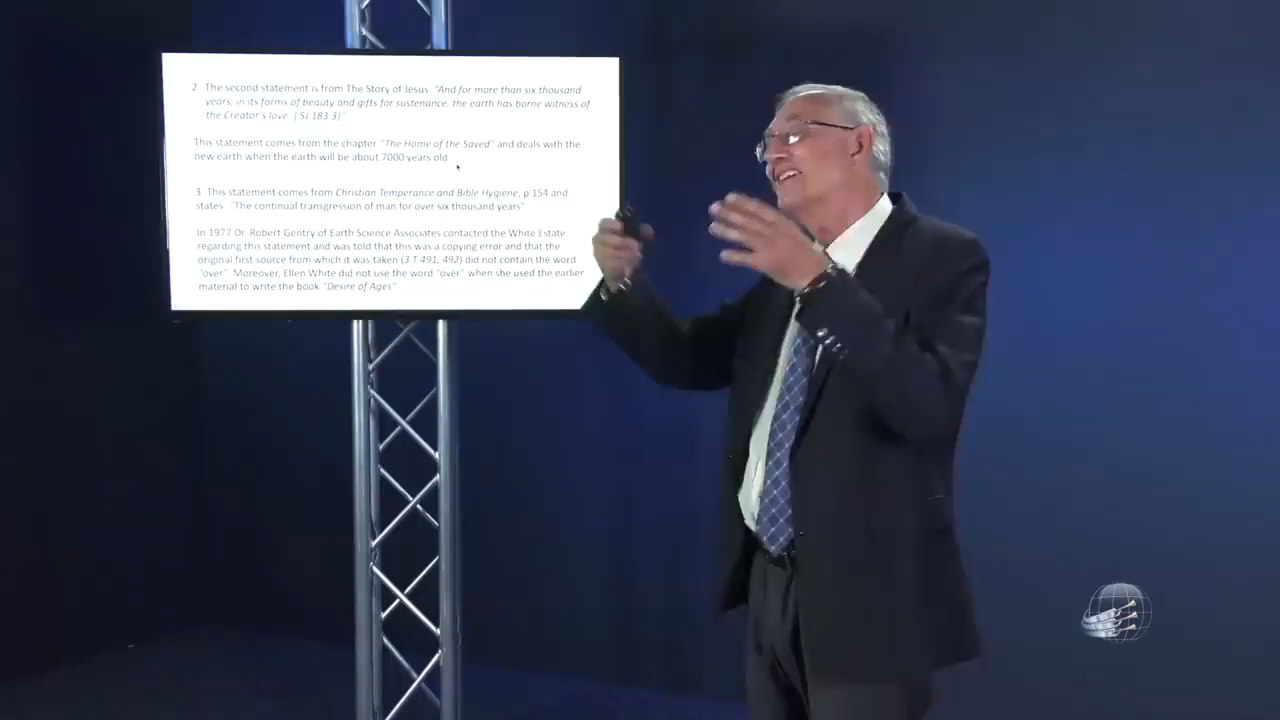 2 The second statement is from The Story of Jesus "And for more than six thousand
years, in its forms of beauty and gifts for sustenance, the earth has borne witness of
the Creator's love ( SJ 183 3)"
This statement comes from the chapter "The Home of the Saved" and deals with the
new earth when the earth will be about 7000 years old
3 This statement comes from Christian Temperance and Bible Hygiene, p 154 and
states "The continual transgression of man for over six thousand years"
In 1977 Dr. Robert Gentry of Earth Science Associates contacted the White Estate
regarding this statement and was told that this was a copying error and that the
original first source from which it was taken (3 T 491, 492) did not contain the word
"over" Moreover, Ellen White did not use the word "over" when she used the earlier
material to write the book "Desire of Ages"